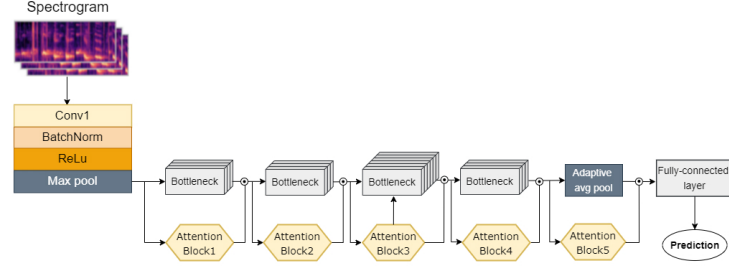 Spectrogram
Conv1
BatchNorm
ReLu
Max pool
Bottleneck
Bottleneck
Bottleneck
Bottleneck
Adaptive
avg pool
Fully-connected
layer
Attention
Block1
Attention
Block2
Attention
Block3
Attention
Block4
Attention
Block5
Prediction